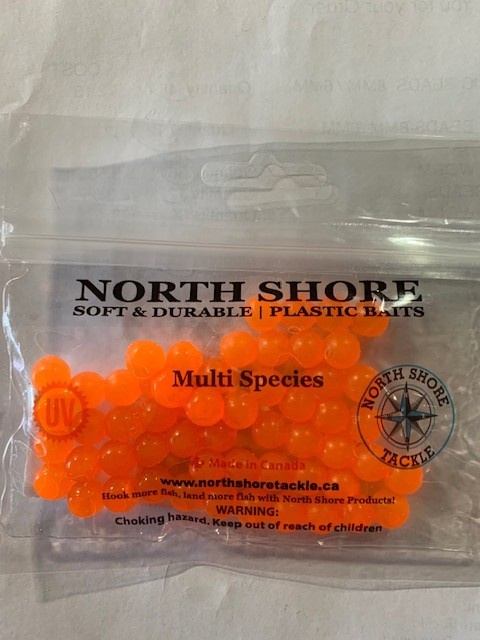 NORTH SHORE
SOFT & DURABLE | PLASTIC BAITS
Multi Species
UV
NORTH SHORE
TACKLE
Made in Canada
www.northshoretackle.ca
Hook more fish, land more fish with North Shore Products!
WARNING:
Choking hazard. Keep out of reach of children